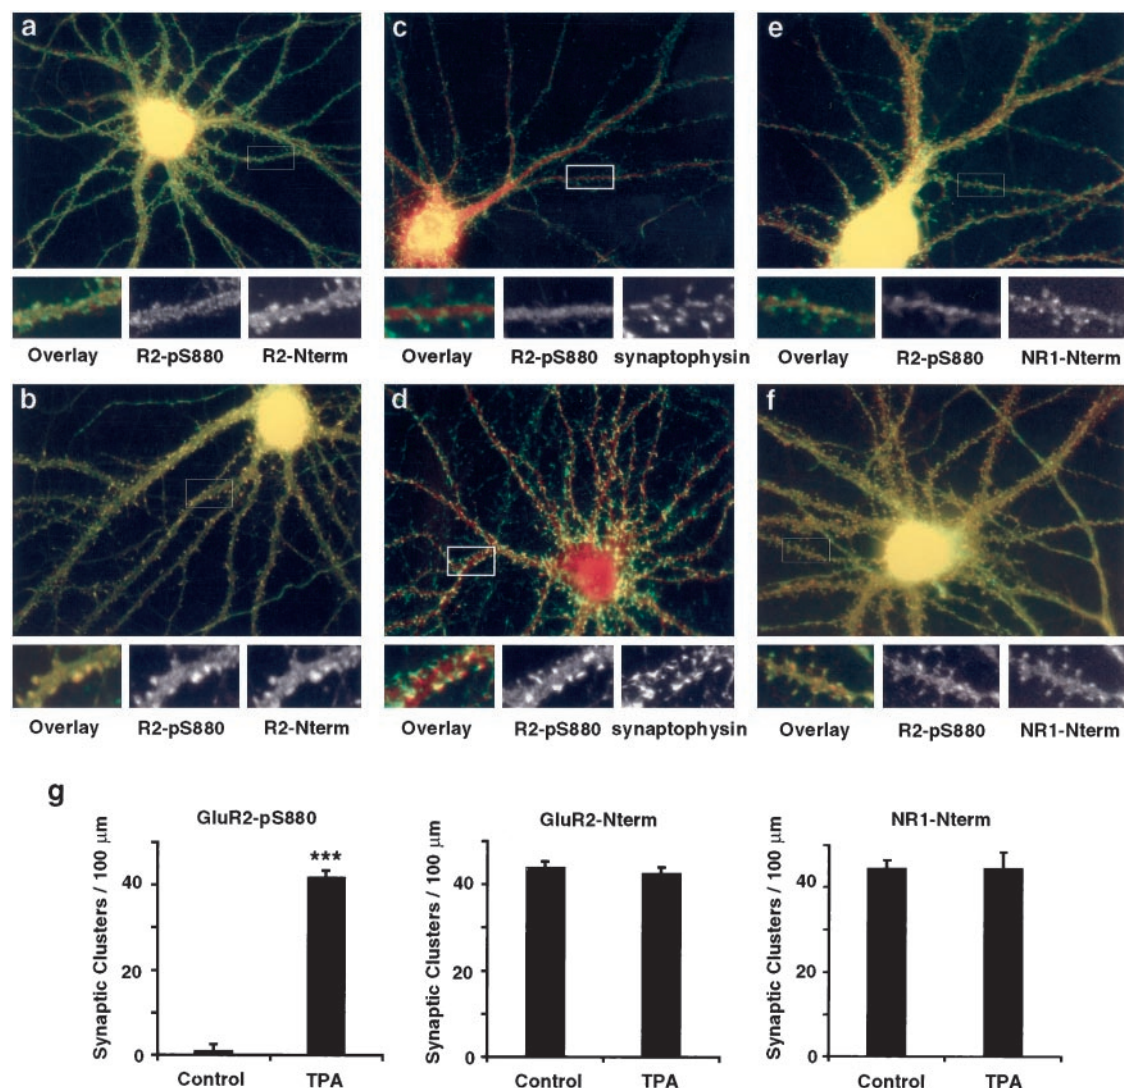 a
c
e
Overlay R2-pS880 R2-Nterm
Overlay R2-pS880 synaptophysin
Overlay R2-pS880 NR1-Nterm
b
d
f
Overlay R2-pS880 R2-Nterm
Overlay R2-pS880 synaptophysin
Overlay R2-pS880 NR1-Nterm
g
GluR2-pS880
Synaptic Clusters / 100 μm
40
20
0
***
Control TPA
GluR2-Nterm
Synaptic Clusters / 100 μm
40
20
0
Control TPA
NR1-Nterm
Synaptic Clusters / 100 μm
40
20
0
Control TPA